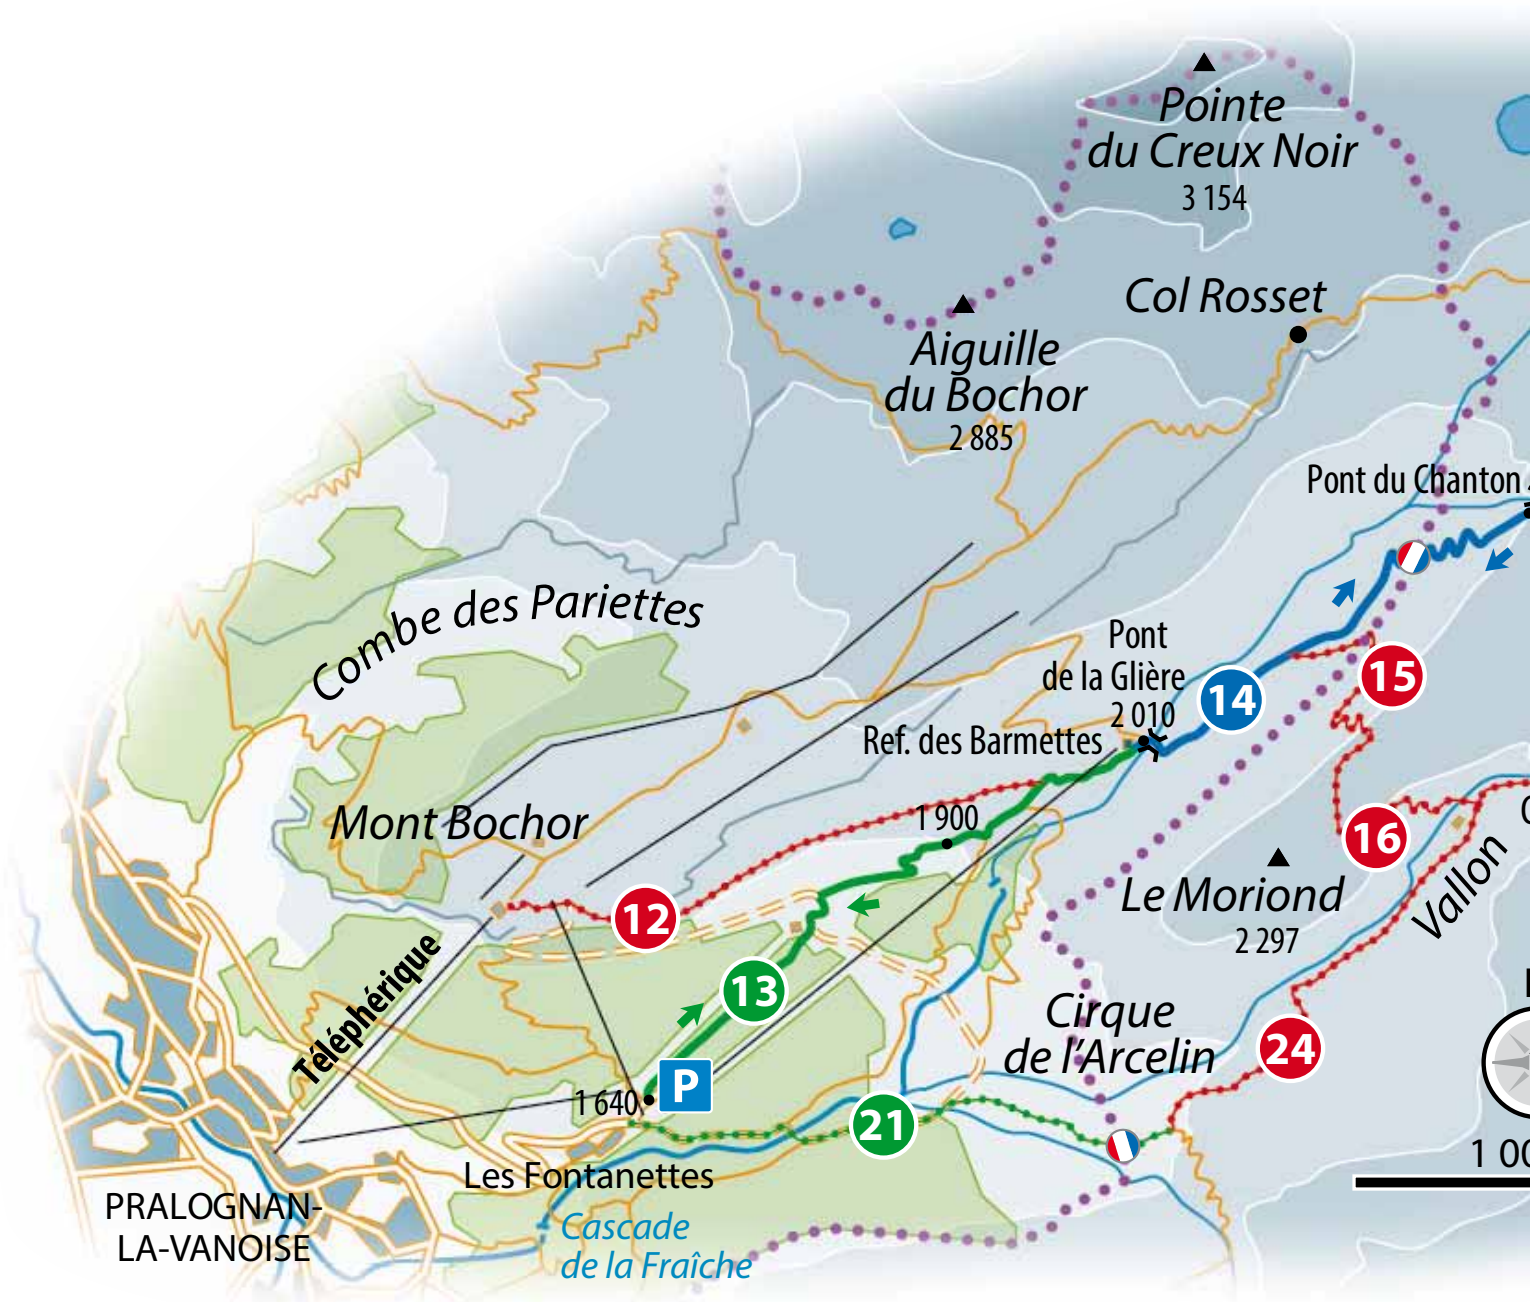 Pointe
du Creux Noir
3 154
Col Rosset
Aiguille
du Bochor
2 885
Pont du Chanton
Combe des Pariettes
Pont
de la Glière
2 010
15
14
Ref. des Barmettes
Mont Bochor
1 900
16
Le Moriond
2 297
Vallon
12
Téléphérique
13
Cirque
de l'Arcelin
24
P
1 640
21
1 00
Les Fontanettes
PRALOGNAN-
LA-VANOISE
Cascade
de la Fraîche